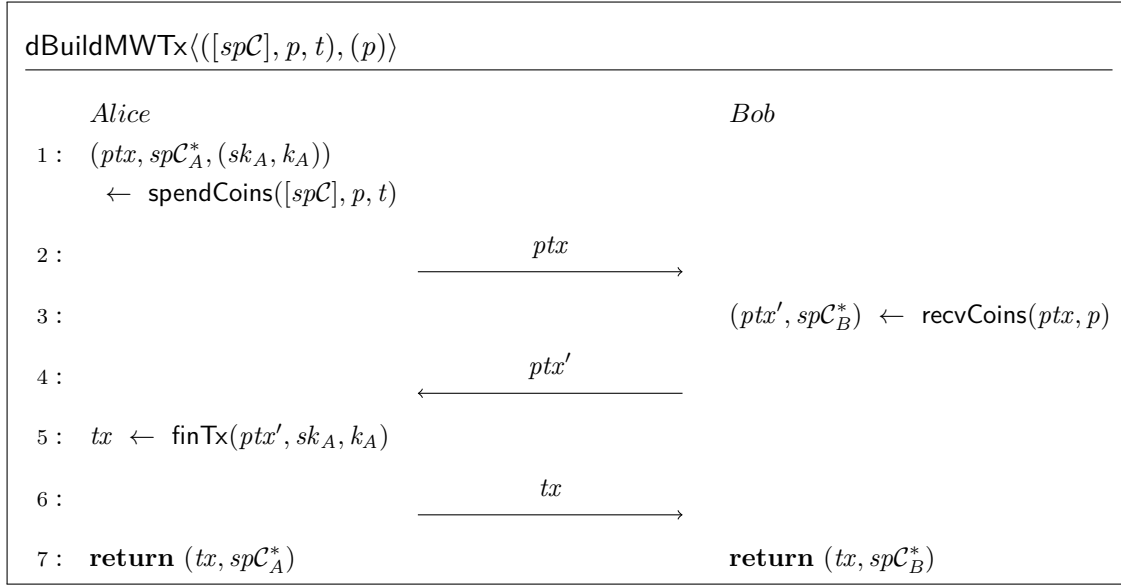 dBuildMWTx⟨([spC], p, t), (p)⟩
Alice Bob
1 : (ptx, spC*_A, (sk_A, k_A))
← spendCoins([spC], p, t)
2 : ptx
3 : (ptx′, spC*_B) ← recvCoins(ptx, p)
4 : ptx′
5 : tx ← finTx(ptx′, sk_A, k_A)
6 : tx
7 : return (tx, spC*_A) return (tx, spC*_B)